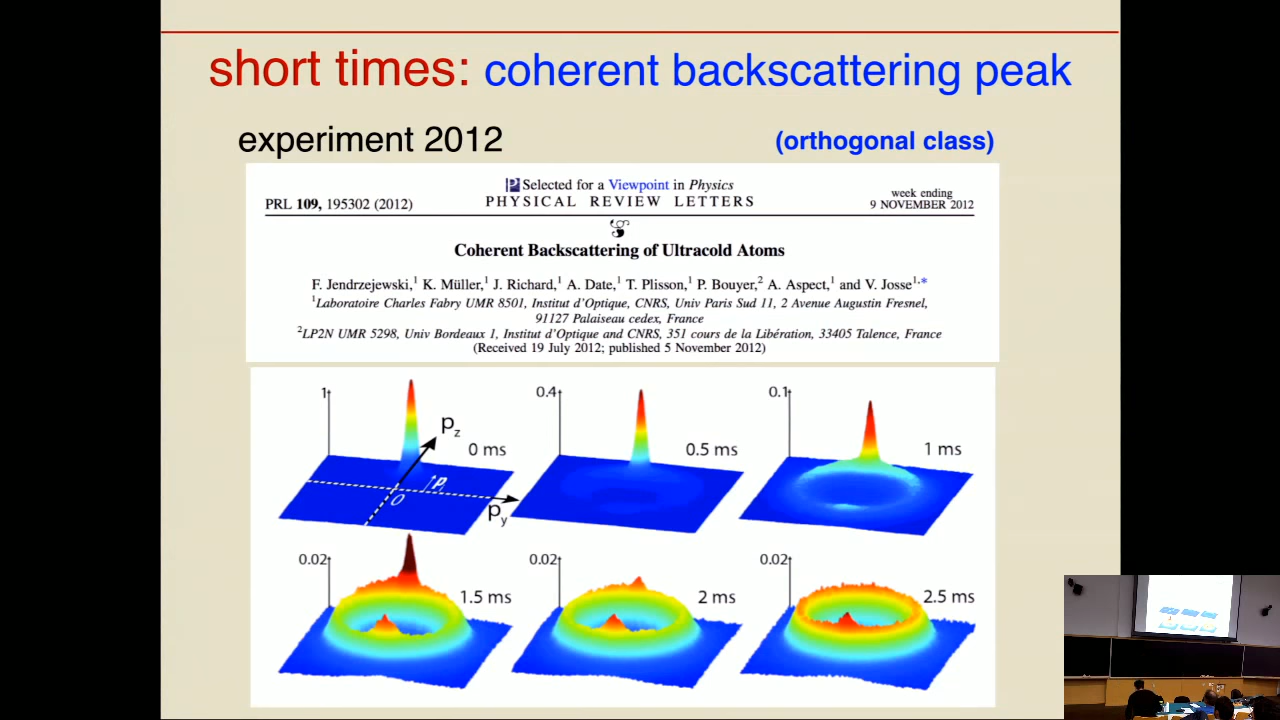 short times: coherent backscattering peak
experiment 2012
(orthogonal class)
Selected for a Viewpoint in Physics
PRL 109, 195302 (2012)
PHYSICAL REVIEW LETTERS
week ending
9 NOVEMBER 2012
Coherent Backscattering of Ultracold Atoms
F. Jendrzejewski,¹ K. Müller,¹ J. Richard,¹ A. Date,¹ T. Plisson,¹ P. Bouyer,² A. Aspect,¹ and V. Josse¹,*
¹Laboratoire Charles Fabry UMR 8501, Institut d'Optique, CNRS, Univ Paris Sud 11, 2 Avenue Augustin Fresnel,
91127 Palaiseau cedex, France
²LP2N UMR 5298, Univ Bordeaux 1, Institut d'Optique and CNRS, 351 cours de la Libération, 33405 Talence, France
(Received 19 July 2012; published 5 November 2012)
1
p_z
0 ms
p_i
O
p_y
0.4
0.5 ms
0.1
1 ms
0.02
1.5 ms
0.02
2 ms
0.02
2.5 ms